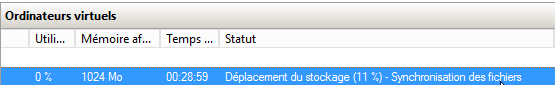 Ordinateurs virtuels
Utili... Mémoire af... Temps ... Statut
0 % 1024 Mo 00:28:59 Déplacement du stockage (11 %) - Synchronisation des fichiers